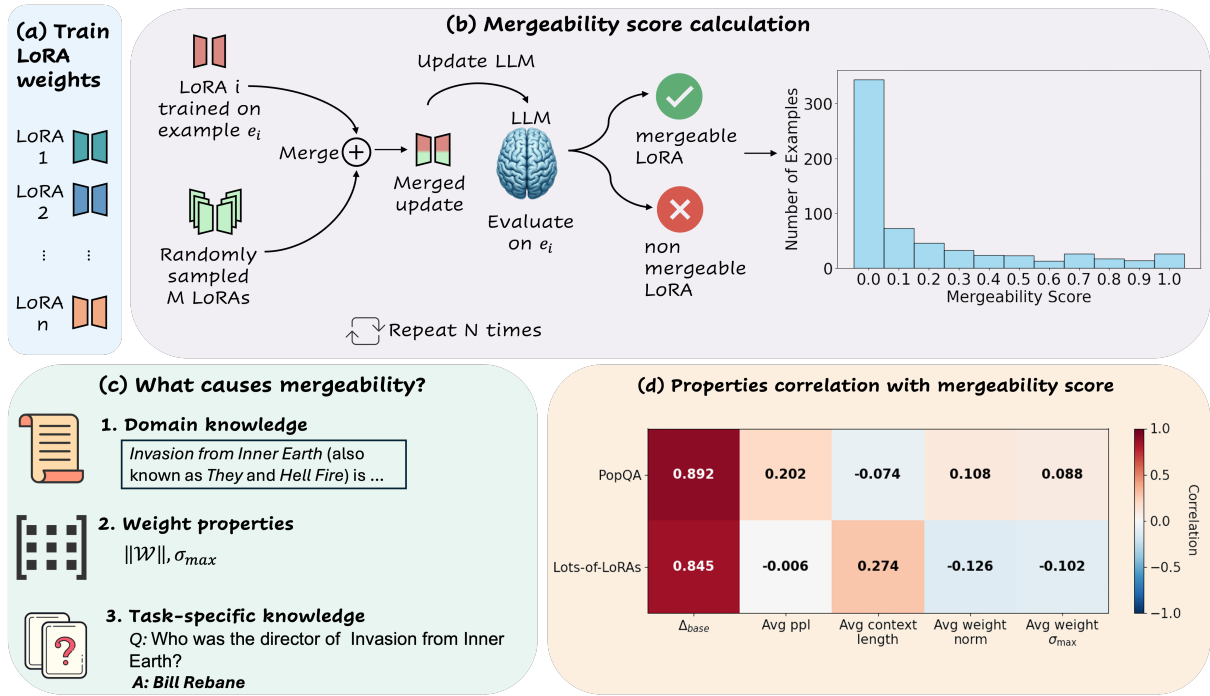 (a) Train
LoRA
weights
LoRA
1
LoRA
2
⋮ ⋮
LoRA
n
(b) Mergeability score calculation
LoRA i
trained on
example eᵢ
Merge
Randomly
sampled
M LoRAs
Merged
update
Update LLM
LLM
Evaluate
on eᵢ
mergeable
LoRA
non
mergeable
LoRA
Repeat N times
Number of Examples
300
200
100
0
0.0 0.1 0.2 0.3 0.4 0.5 0.6 0.7 0.8 0.9 1.0
Mergeability Score
(c) What causes mergeability?
1. Domain knowledge
Invasion from Inner Earth (also
known as They and Hell Fire) is ...
2. Weight properties
‖𝒲‖, σₘₐₓ
3. Task-specific knowledge
Q: Who was the director of Invasion from Inner
Earth?
A: Bill Rebane
(d) Properties correlation with mergeability score
PopQA 0.892 0.202 -0.074 0.108 0.088
Lots-of-LoRAs 0.845 -0.006 0.274 -0.126 -0.102
Δbase Avg ppl Avg context Avg weight Avg weight
length norm σmax
1.0
0.5
0.0
−0.5
−1.0
Correlation